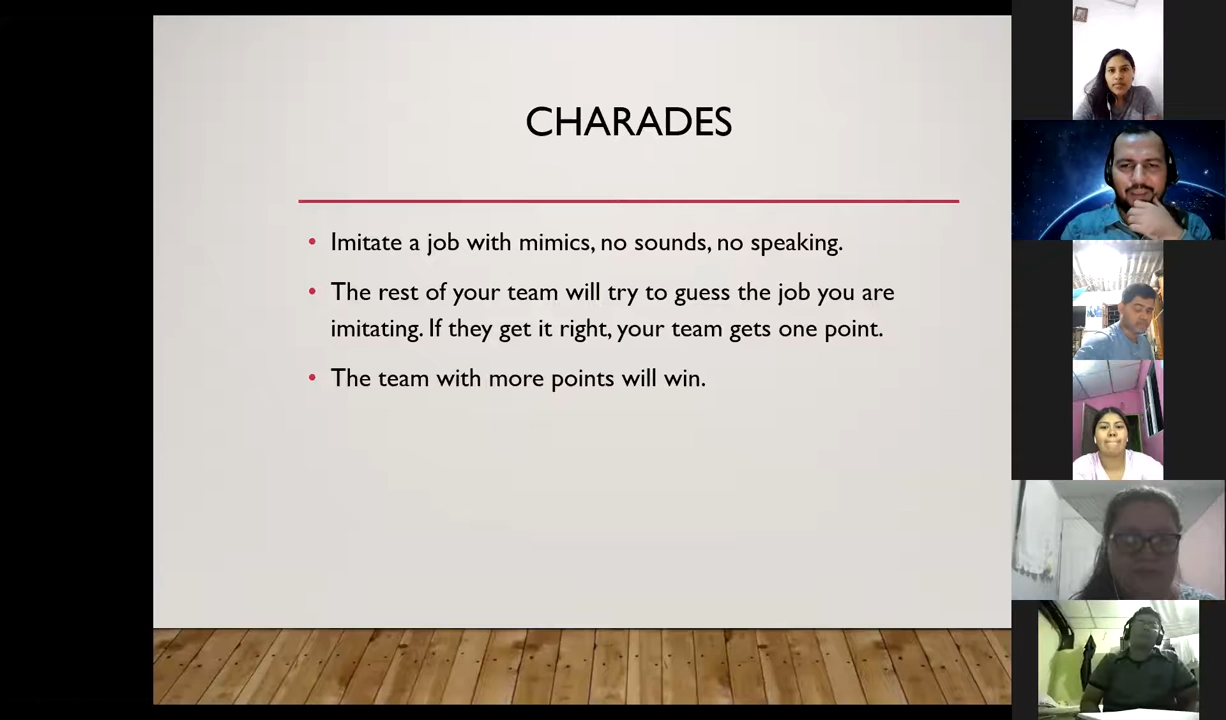 CHARADES
• Imitate a job with mimics, no sounds, no speaking.
• The rest of your team will try to guess the job you are
imitating. If they get it right, your team gets one point.
• The team with more points will win.